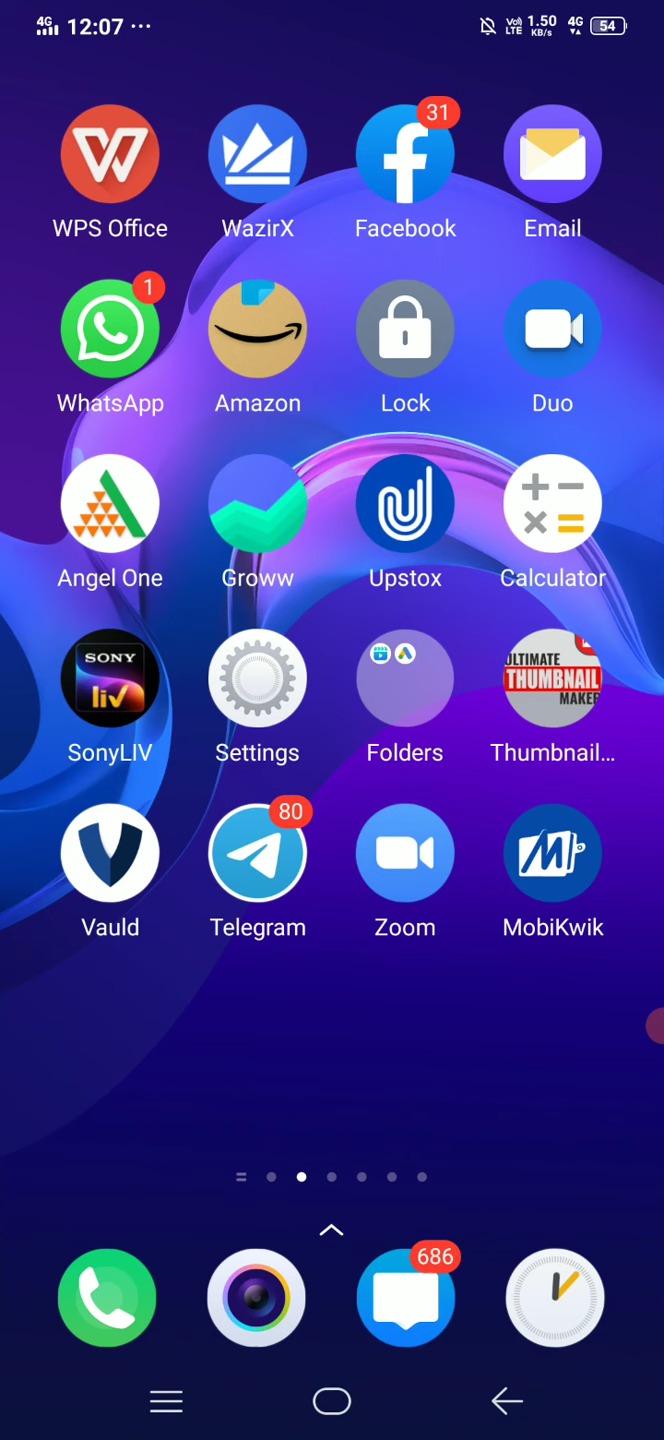 4G 12:07 ... VoLTE 1.50 KB/s 4G 54
31
WPS Office WazirX Facebook Email
1
WhatsApp Amazon Lock Duo
Angel One Groww Upstox Calculator
SONY
liv
ULTIMATE
THUMBNAIL
MAKER
SonyLIV Settings Folders Thumbnail...
80
Vauld Telegram Zoom MobiKwik
686